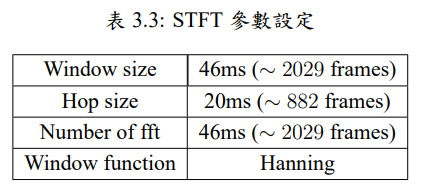 表 3.3: STFT 參數設定
Window size 46ms (∼ 2029 frames)
Hop size 20ms (∼ 882 frames)
Number of fft 46ms (∼ 2029 frames)
Window function Hanning